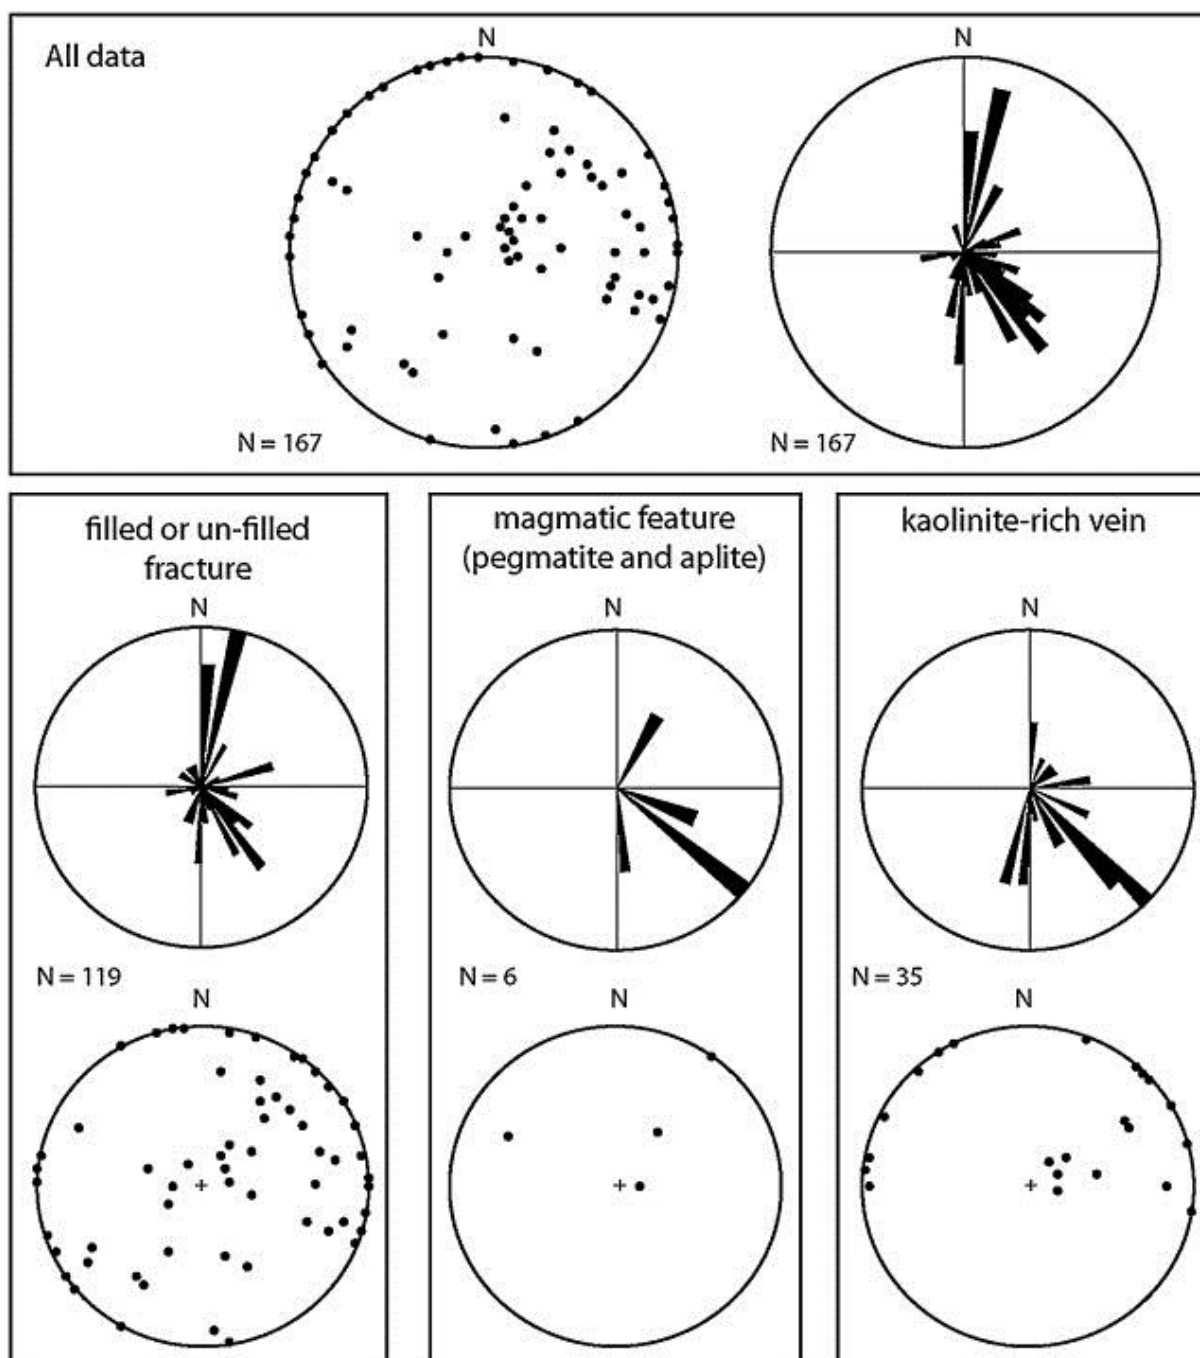 All data
N
N
N = 167
N = 167
filled or un-filled
fracture
N
N = 119
N
magmatic feature
(pegmatite and aplite)
N
N = 6
N
kaolinite-rich vein
N
N = 35
N